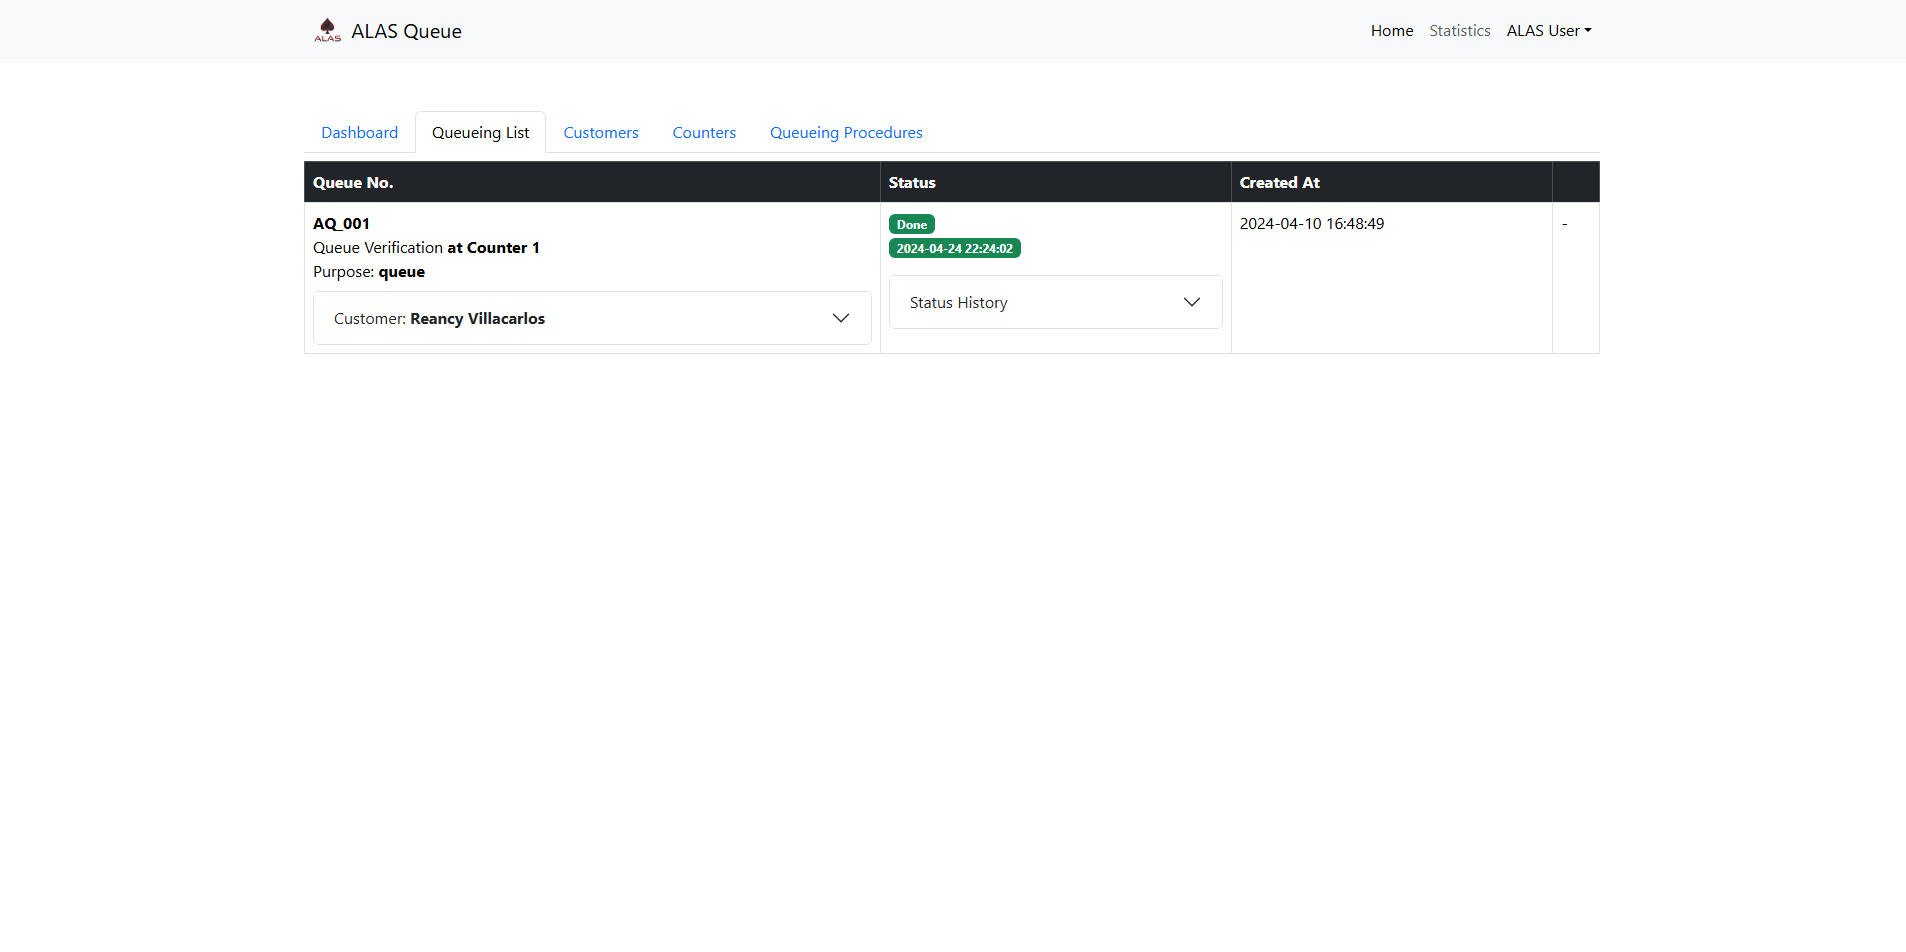 ALAS
ALAS Queue
Home
Statistics
ALAS User
Dashboard
Queueing List
Customers
Counters
Queueing Procedures
Queue No.
Status
Created At
AQ_001
Queue Verification at Counter 1
Purpose: queue
Customer: Reancy Villacarlos
Done
2024-04-24 22:24:02
Status History
2024-04-10 16:48:49
-